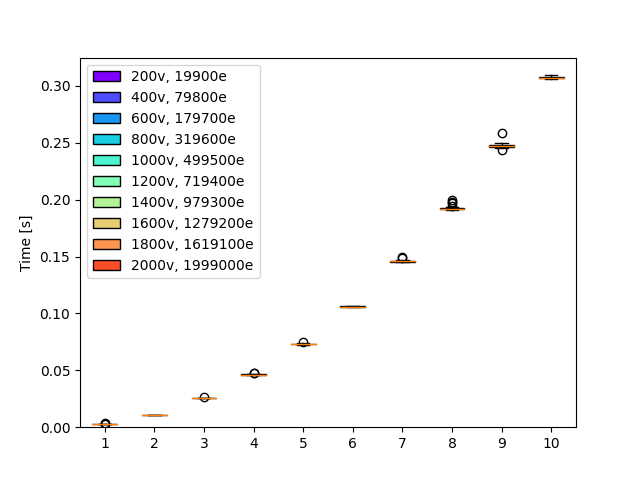 200v, 19900e
400v, 79800e
600v, 179700e
800v, 319600e
1000v, 499500e
1200v, 719400e
1400v, 979300e
1600v, 1279200e
1800v, 1619100e
2000v, 1999000e
Time [s]
0.30
0.25
0.20
0.15
0.10
0.05
0.00
1 2 3 4 5 6 7 8 9 10